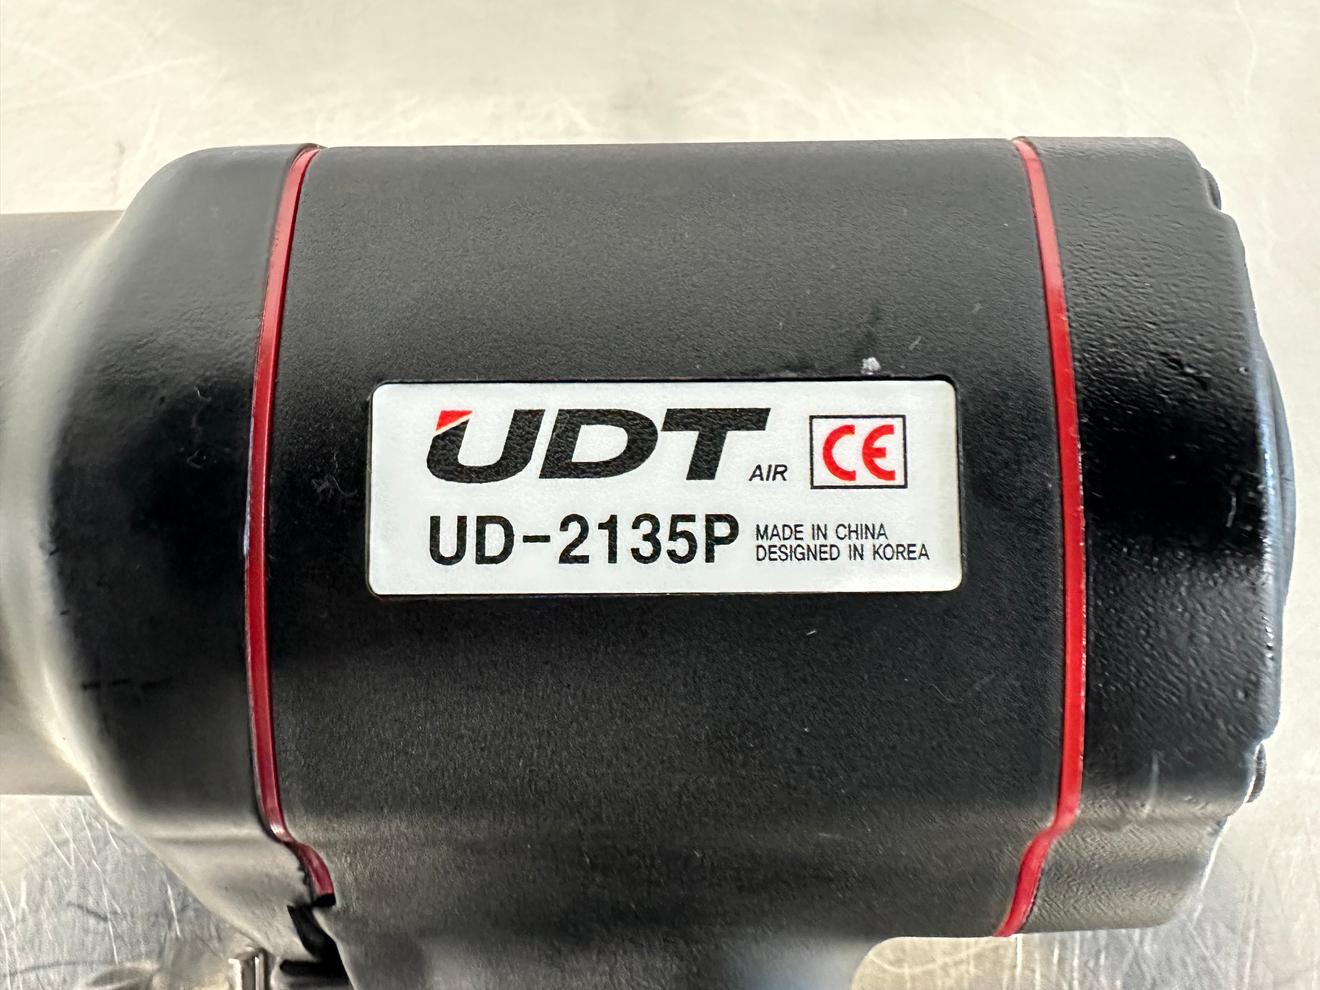 UDT AIR CE
UD-2135P
MADE IN CHINA
DESIGNED IN KOREA